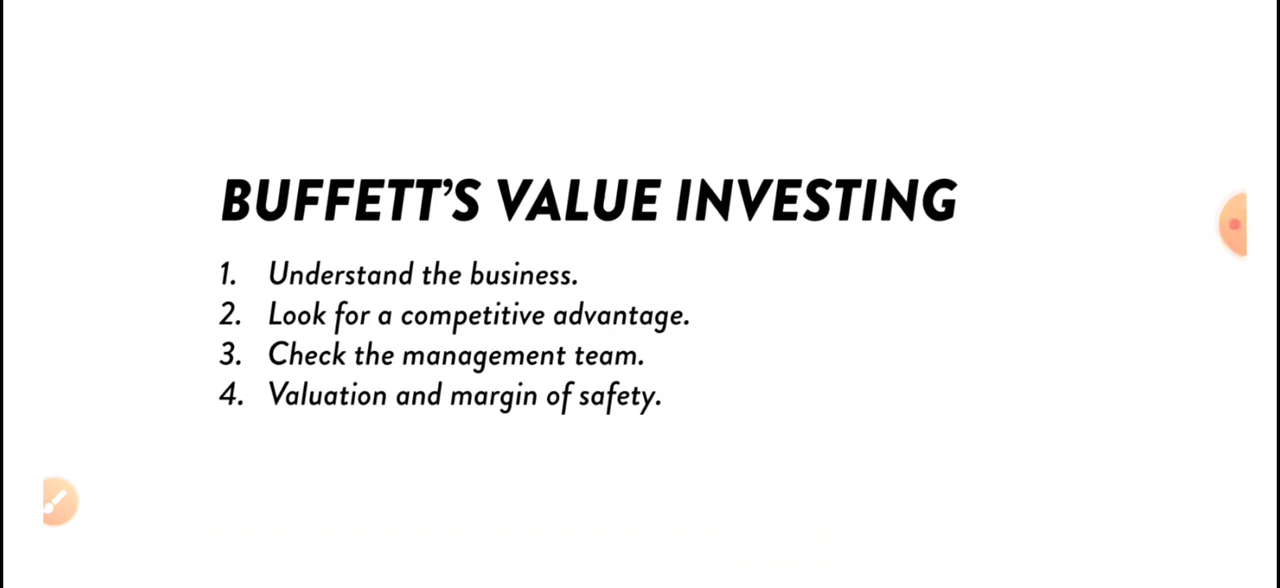 BUFFETT'S VALUE INVESTING
1. Understand the business.
2. Look for a competitive advantage.
3. Check the management team.
4. Valuation and margin of safety.